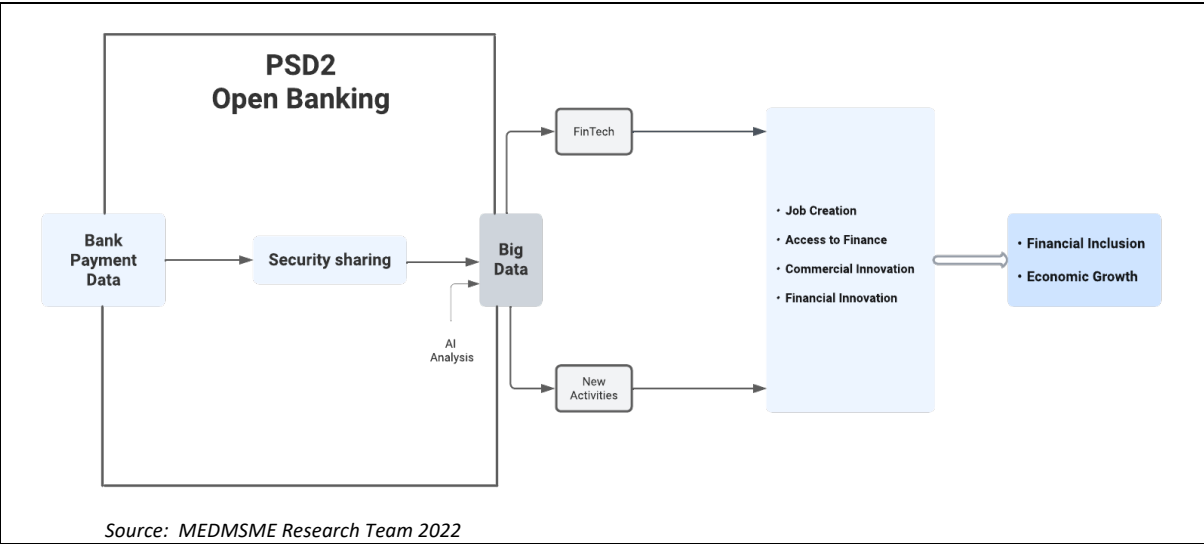 PSD2
Open Banking
Bank
Payment
Data
Security sharing
Big
Data
AI
Analysis
FinTech
New
Activities
· Job Creation
· Access to Finance
· Commercial Innovation
· Financial Innovation
• Financial Inclusion
• Economic Growth
Source: MEDMSME Research Team 2022